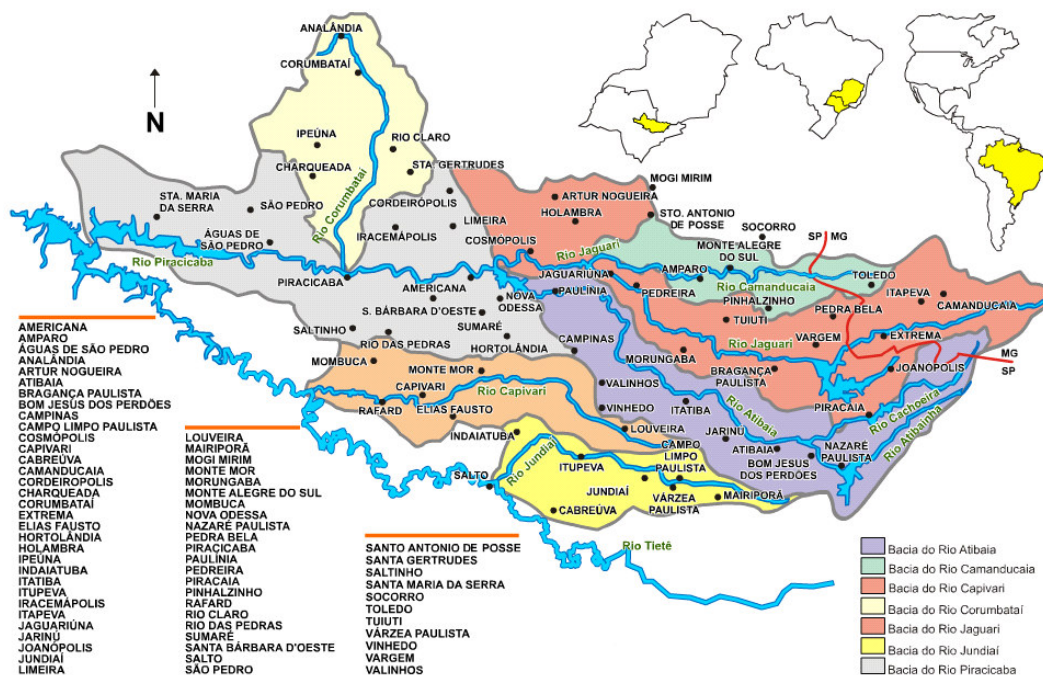 ANALÂNDIA
CORUMBATAÍ
N
IPEÚNA
RIO CLARO
CHARQUEADA
STA. GERTRUDES
Rio Corumbataí
STA. MARIA
DA SERRA
SÃO PEDRO
CORDEIRÓPOLIS
LIMEIRA
IRACEMÁPOLIS
ÁGUAS DE
SÃO PEDRO
Rio Piracicaba
PIRACICABA
AMERICANA
NOVA
ODESSA
S. BÁRBARA D'OESTE
SUMARÉ
HORTOLÂNDIA
SALTINHO
RIO DAS PEDRAS
MOGI MIRIM
ARTUR NOGUEIRA
HOLAMBRA
STO. ANTONIO
DE POSSE
COSMÓPOLIS
Rio Jaguari
SOCORRO
MONTE ALEGRE
DO SUL
SP
MG
JAGUARIUNA
PAULÍNIA
PEDREIRA
AMPARO
Rio Camanducaia
TOLEDO
PINHALZINHO
PEDRA BELA
ITAPEVA
CAMANDUCAIA
TUIUTI
Rio Jaguari
VARGEM
EXTREMA
MORUNGABA
BRAGANÇA
PAULISTA
JOANÓPOLIS
MG
SP
PIRACAIA
CAMPINAS
VALINHOS
VINHEDO
ITATIBA
Rio Atibaia
Rio Cachoeira
Rio Atibainha
JARINU
ATIBAIA
NAZARÉ
PAULISTA
BOM JESUS
DOS PERDÕES
MOMBUCA
MONTE MOR
CAPIVARI
Rio Capivari
RAFARD
ELIAS FAUSTO
LOUVEIRA
INDAIATUBA
CAMPO
LIMPO
PAULISTA
SALTO
Rio Jundiaí
ITUPEVA
JUNDIAÍ
VÁRZEA
PAULISTA
MAIRIPORÃ
CABREÚVA
Rio Tietê
AMERICANA
AMPARO
ÁGUAS DE SÃO PEDRO
ANALÂNDIA
ARTUR NOGUEIRA
ATIBAIA
BRAGANÇA PAULISTA
BOM JESÚS DOS PERDÕES
CAMPINAS
CAMPO LIMPO PAULISTA
COSMÓPOLIS
CAPIVARI
CABREÚVA
CAMANDUCAIA
CORDEIROPOLIS
CHARQUEADA
CORUMBATAÍ
EXTREMA
ELIAS FAUSTO
HORTOLÂNDIA
HOLAMBRA
IPEÚNA
INDAIATUBA
ITATIBA
ITUPEVA
IRACEMÁPOLIS
ITAPEVA
JAGUARIÚNA
JARINÚ
JOANÓPOLIS
JUNDIAÍ
LIMEIRA
LOUVEIRA
MAIRIPORÃ
MOGI MIRIM
MONTE MOR
MORUNGABA
MONTE ALEGRE DO SUL
MOMBUCA
NOVA ODESSA
NAZARÉ PAULISTA
PEDRA BELA
PIRACICABA
PAULÍNIA
PEDREIRA
PIRACAIA
PINHALZINHO
RAFARD
RIO CLARO
RIO DAS PEDRAS
SUMARÉ
SANTA BÁRBARA D'OESTE
SALTO
SÃO PEDRO
SANTO ANTONIO DE POSSE
SANTA GERTRUDES
SALTINHO
SANTA MARIA DA SERRA
SOCORRO
TOLEDO
TUIUTI
VÁRZEA PAULISTA
VINHEDO
VARGEM
VALINHOS
Bacia do Rio Atibaia
Bacia do Rio Camanducaia
Bacia do Rio Capivari
Bacia do Rio Corumbataí
Bacia do Rio Jaguari
Bacia do Rio Jundiaí
Bacia do Rio Piracicaba